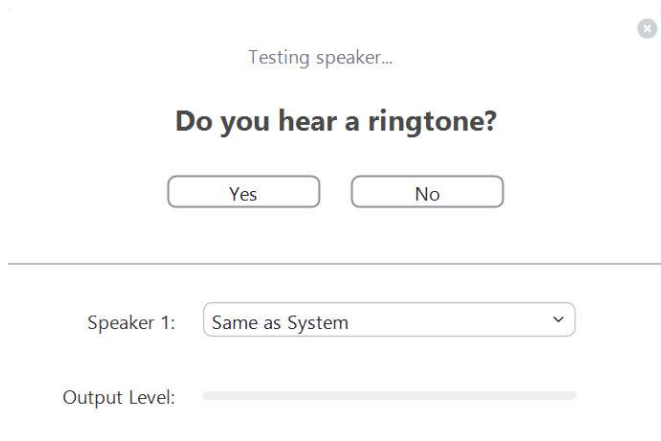 Testing speaker...
Do you hear a ringtone?
Yes
No
Speaker 1:
Same as System
Output Level: